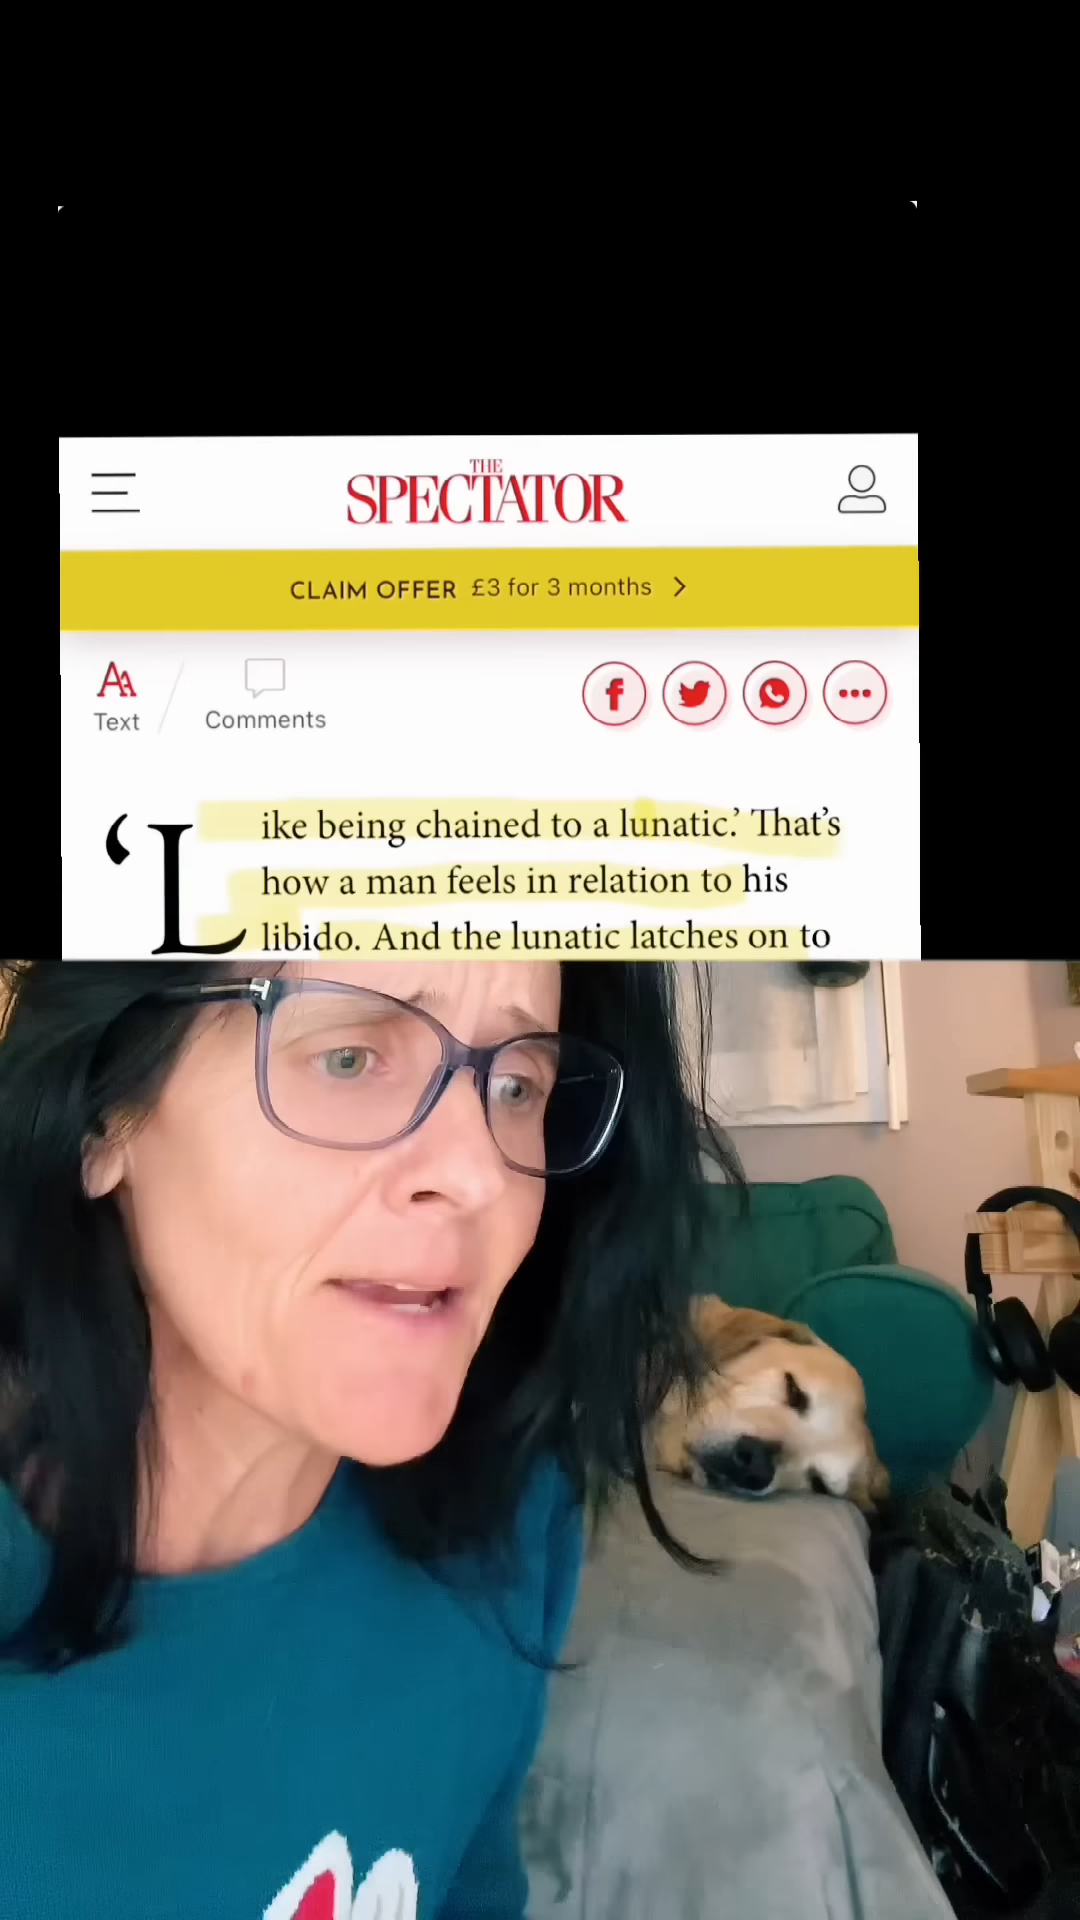 THE
SPECTATOR
CLAIM OFFER £3 for 3 months
Text
Comments
‘Like being chained to a lunatic.’ That’s
how a man feels in relation to his
libido. And the lunatic latches on to